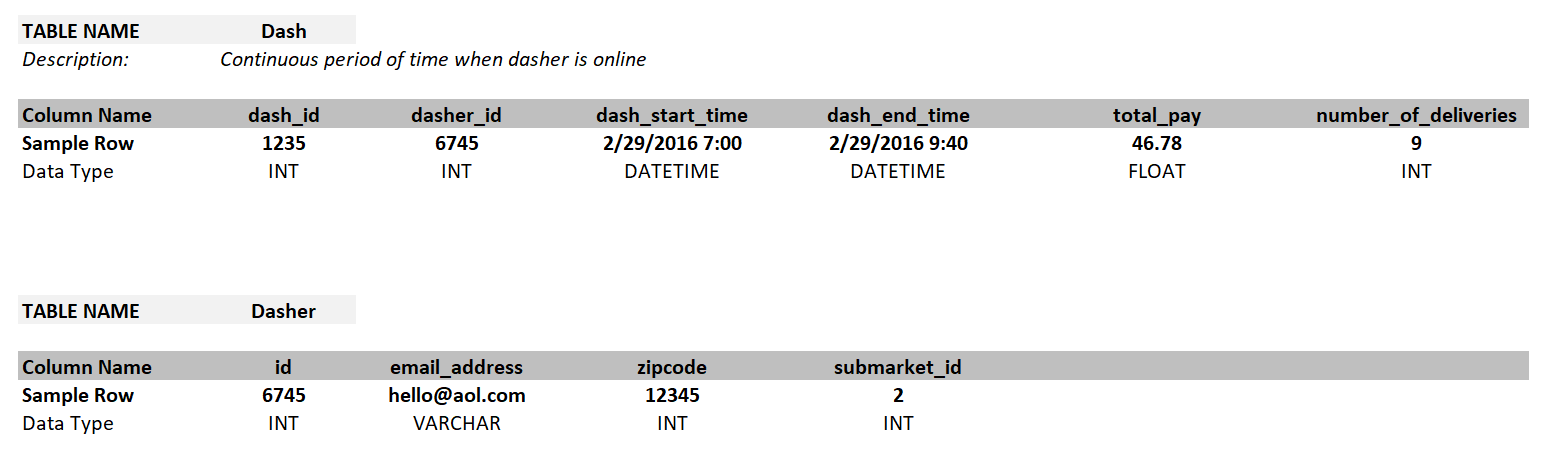 TABLE NAME Dash
Description: Continuous period of time when dasher is online
Column Name dash_id dasher_id dash_start_time dash_end_time total_pay number_of_deliveries
Sample Row 1235 6745 2/29/2016 7:00 2/29/2016 9:40 46.78 9
Data Type INT INT DATETIME DATETIME FLOAT INT
TABLE NAME Dasher
Column Name id email_address zipcode submarket_id
Sample Row 6745 hello@aol.com 12345 2
Data Type INT VARCHAR INT INT